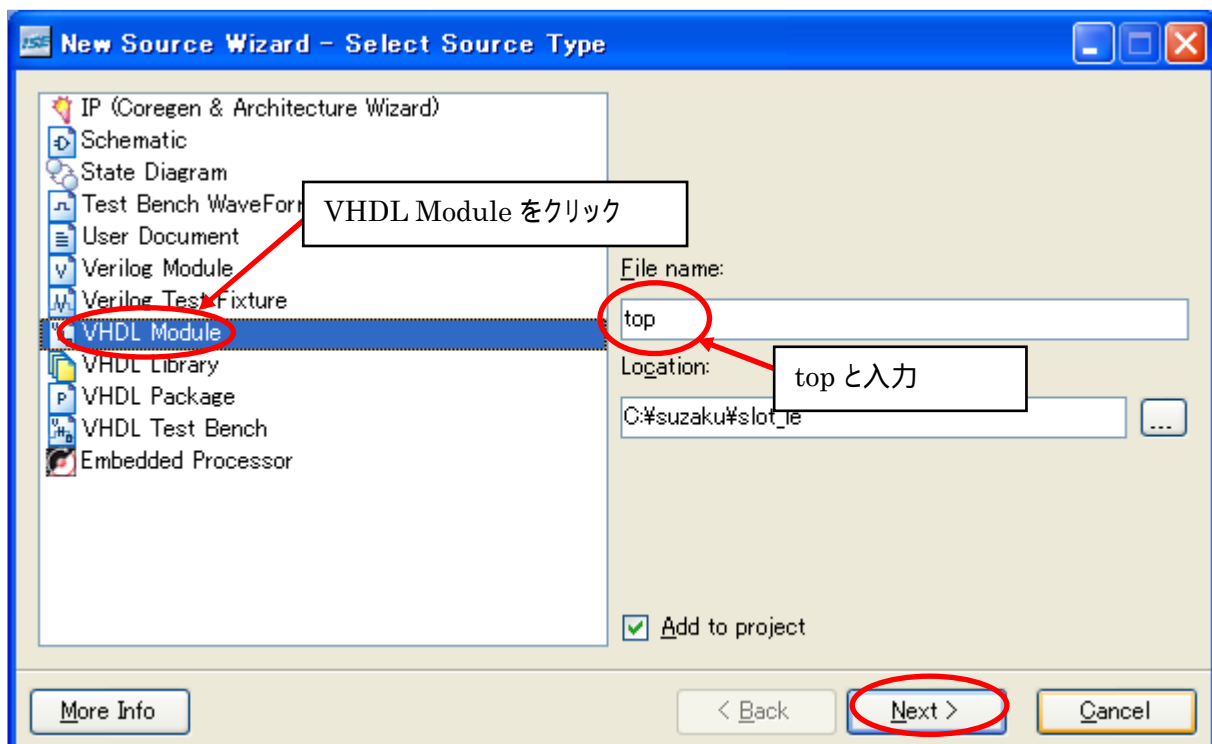 New Source Wizard - Select Source Type
IP (Coregen & Architecture Wizard)
Schematic
State Diagram
Test Bench WaveFor
VHDL Module をクリック
User Document
Verilog Module
Verilog Test Fixture
VHDL Module
VHDL Library
VHDL Package
VHDL Test Bench
Embedded Processor
File name:
top
Location:
top と入力
C:¥suzaku¥slot_le
...
Add to project
More Info
< Back
Next >
Cancel